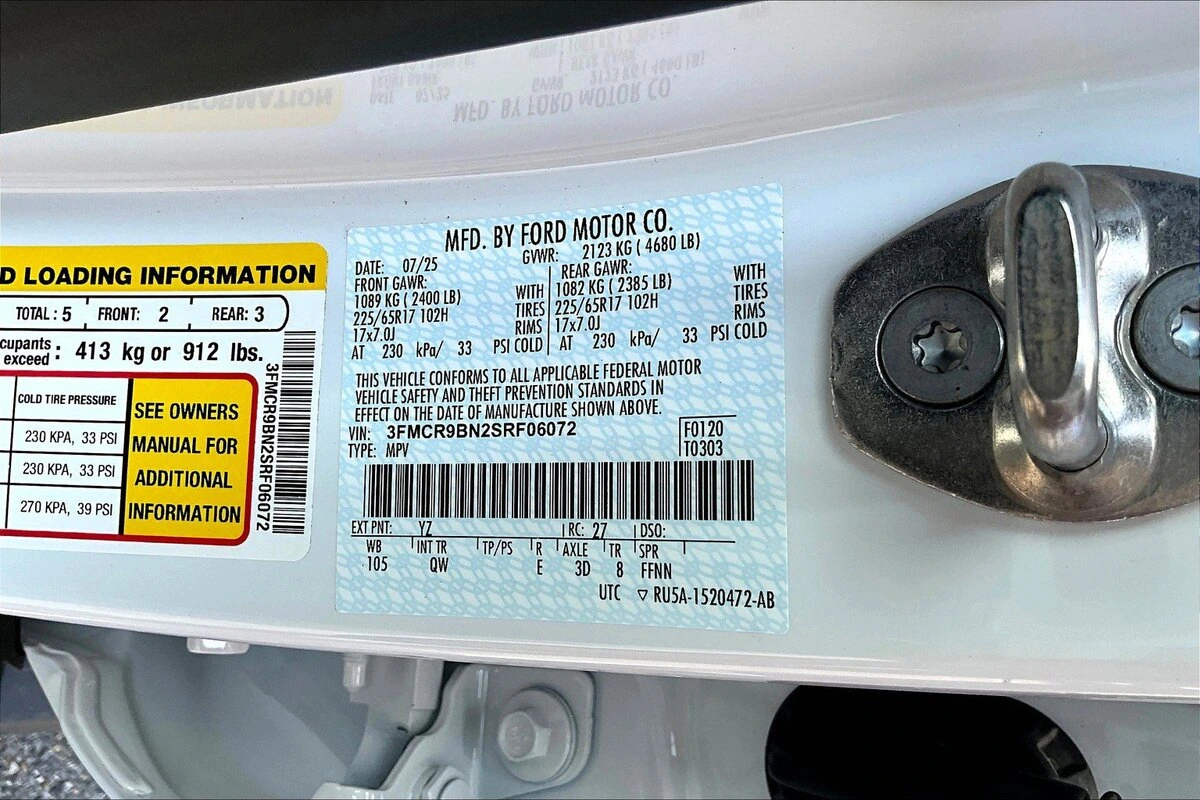 D LOADING INFORMATION
TOTAL: 5 FRONT: 2 REAR: 3
cupants
exceed : 413 kg or 912 lbs.
COLD TIRE PRESSURE
230 KPA, 33 PSI
230 KPA, 33 PSI
270 KPA, 39 PSI
SEE OWNERS
MANUAL FOR
ADDITIONAL
INFORMATION
3FMCR9BN2SRF06072
MFD. BY FORD MOTOR CO.
DATE: 07/25 GVWR: 2123 KG ( 4680 LB)
FRONT GAWR:
1089 KG ( 2400 LB) WITH
225/65R17 102H TIRES
17x7.0J RIMS
AT 230 kPa/ 33 PSI COLD
REAR GAWR: WITH
1082 KG ( 2385 LB) TIRES
225/65R17 102H RIMS
17x7.0J
AT 230 kPa/ 33 PSI COLD
THIS VEHICLE CONFORMS TO ALL APPLICABLE FEDERAL MOTOR
VEHICLE SAFETY AND THEFT PREVENTION STANDARDS IN
EFFECT ON THE DATE OF MANUFACTURE SHOWN ABOVE.
VIN: 3FMCR9BN2SRF06072 F0120
TYPE: MPV T0303
EXT PNT: YZ RC: 27 DSO:
WB INT TR TP/PS R AXLE TR SPR
105 QW E 3D 8 FFNN
UTC ▽ RU5A-1520472-AB